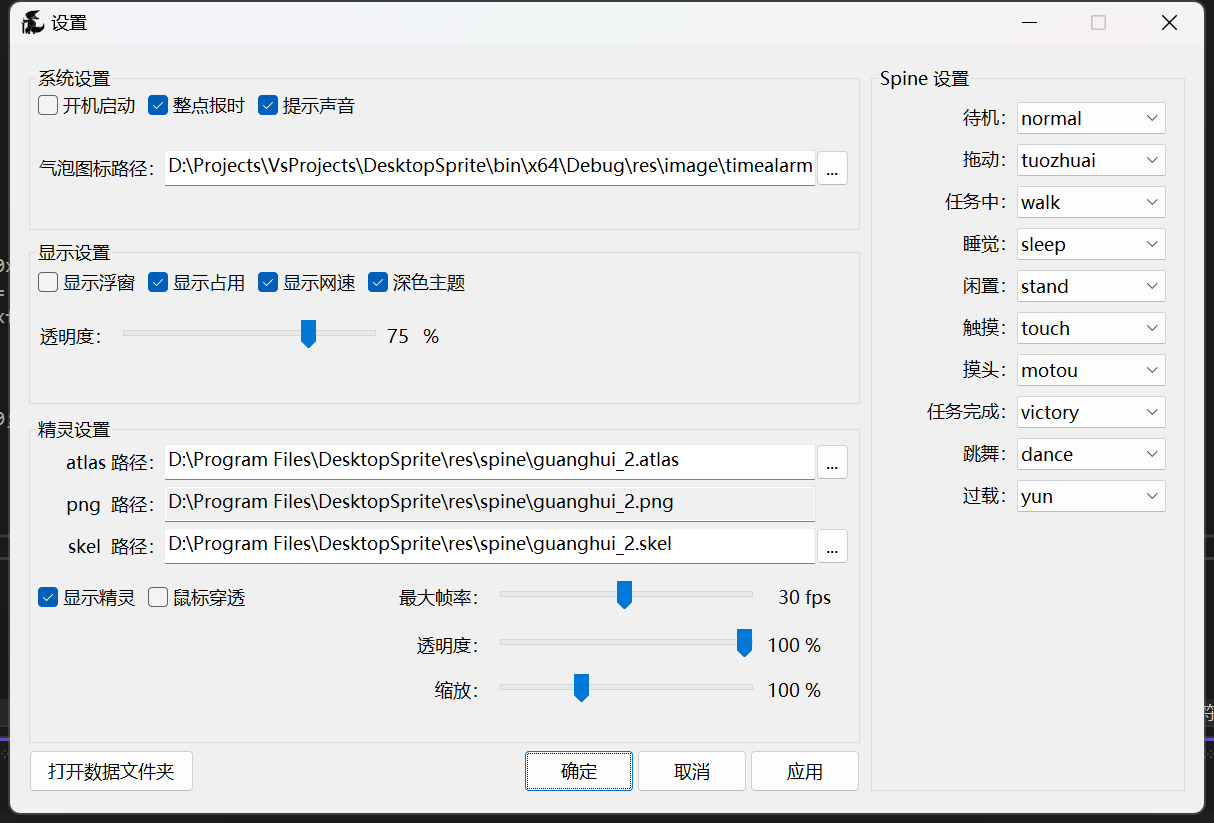 设置
系统设置
开机启动 整点报时 提示声音
气泡图标路径： D:\Projects\VsProjects\DesktopSprite\bin\x64\Debug\res\image\timealarm ...
显示设置
显示浮窗 显示占用 显示网速 深色主题
透明度： 75 %
精灵设置
atlas 路径： D:\Program Files\DesktopSprite\res\spine\guanghui_2.atlas ...
png 路径： D:\Program Files\DesktopSprite\res\spine\guanghui_2.png
skel 路径： D:\Program Files\DesktopSprite\res\spine\guanghui_2.skel ...
显示精灵 鼠标穿透 最大帧率： 30 fps
透明度： 100 %
缩放： 100 %
打开数据文件夹 确定 取消 应用
Spine 设置
待机： normal
拖动： tuozhuai
任务中： walk
睡觉： sleep
闲置： stand
触摸： touch
摸头： motou
任务完成： victory
跳舞： dance
过载： yun